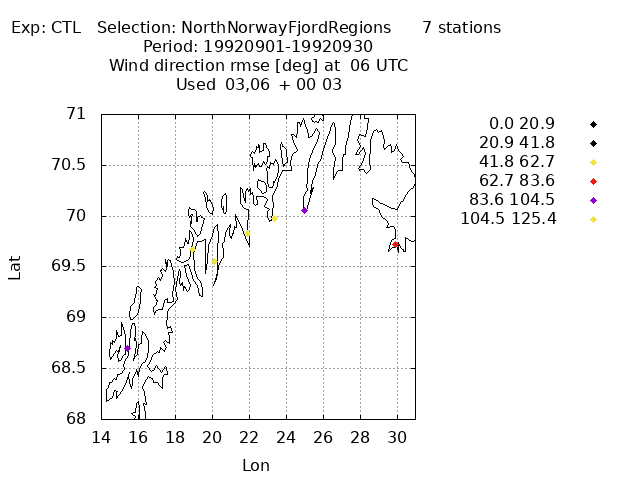 Exp: CTL Selection: NorthNorwayFjordRegions 7 stations
Period: 19920901-19920930
Wind direction rmse [deg] at 06 UTC
Used 03,06 + 00 03
71
70.5
70
69.5
69
68.5
68
Lat
14 16 18 20 22 24 26 28 30
Lon
0.0 20.9
20.9 41.8
41.8 62.7
62.7 83.6
83.6 104.5
104.5 125.4